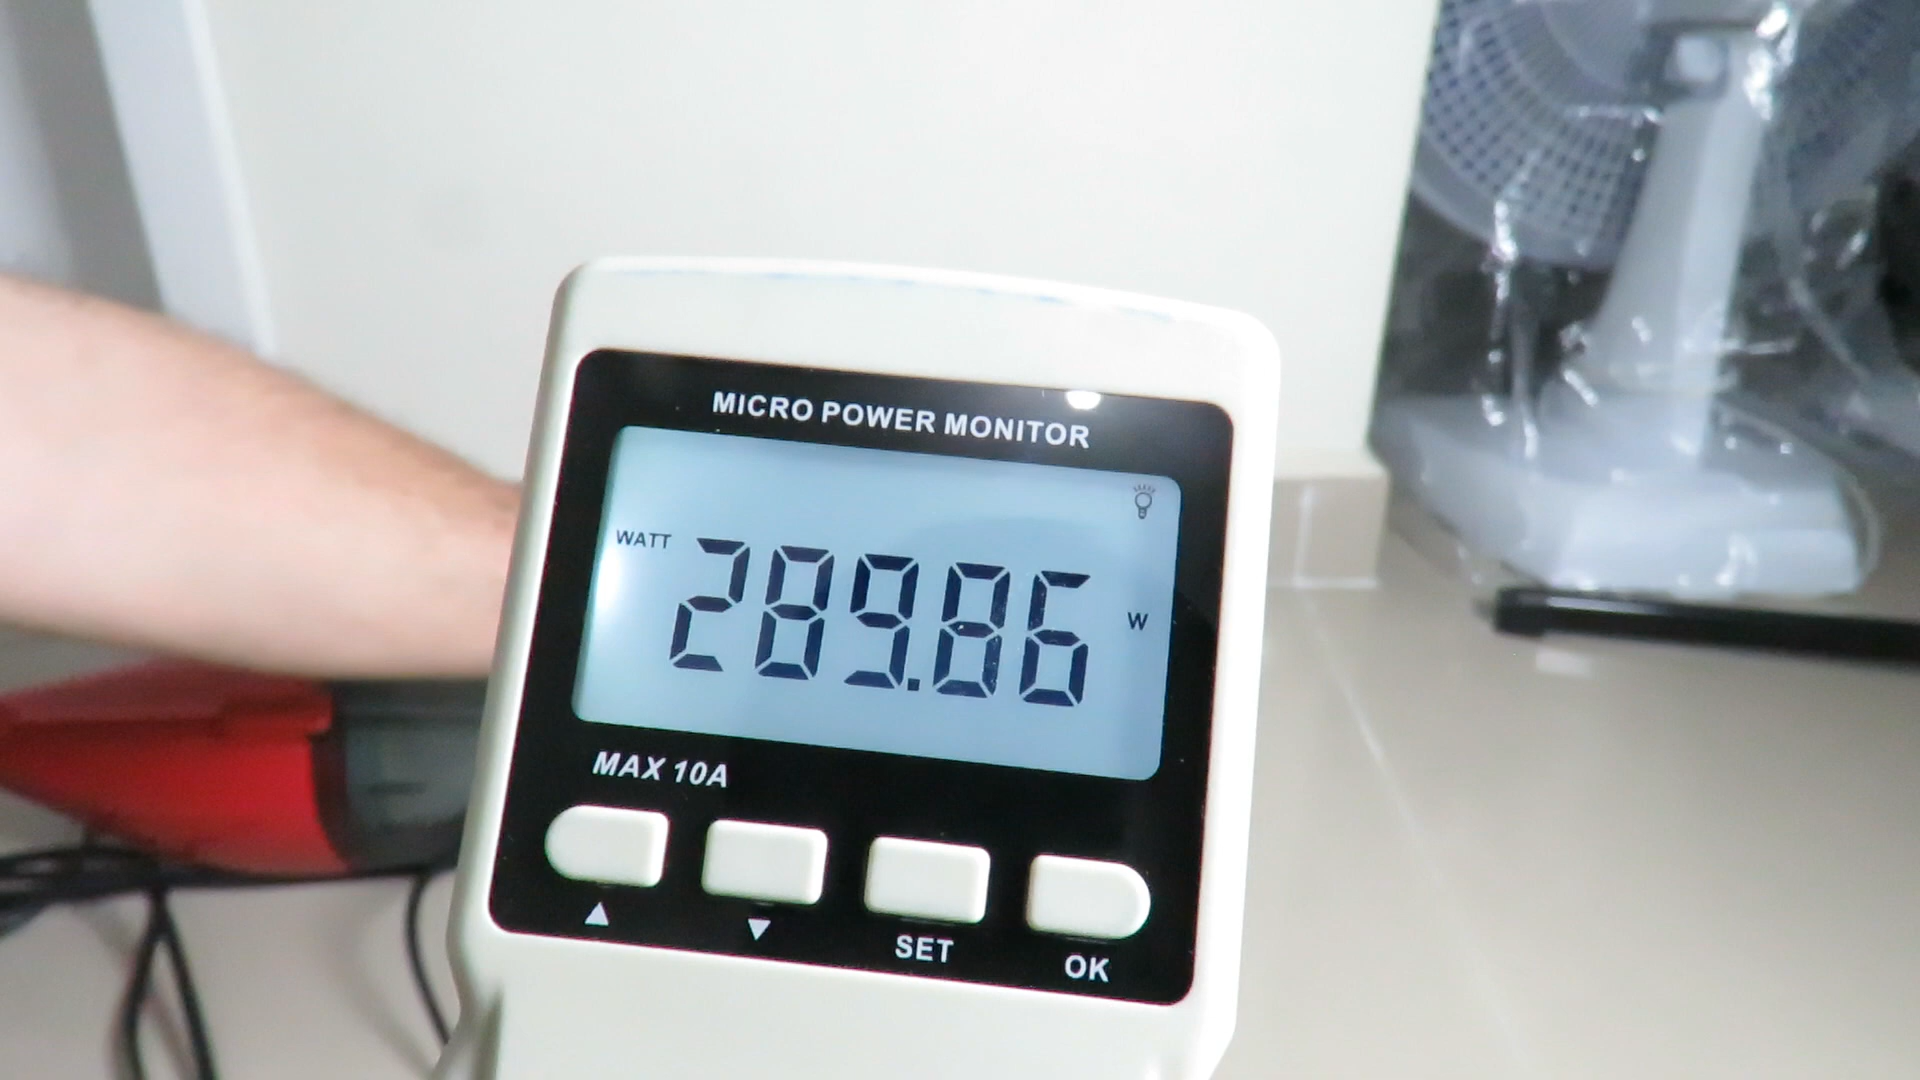 MICRO POWER MONITOR
WATT 289.86 W
MAX 10A
▲ ▼ SET OK